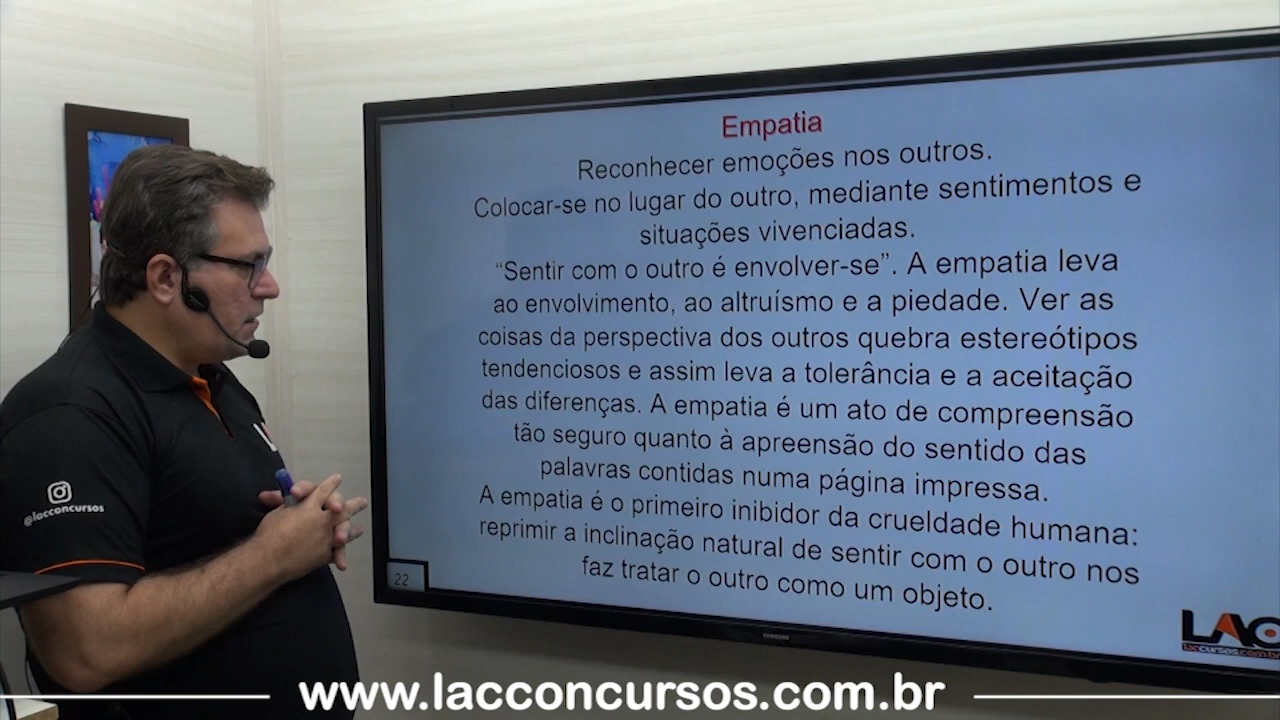 Empatia
Reconhecer emoções nos outros.
Colocar-se no lugar do outro, mediante sentimentos e
situações vivenciadas.
“Sentir com o outro é envolver-se”. A empatia leva
ao envolvimento, ao altruísmo e a piedade. Ver as
coisas da perspectiva dos outros quebra estereótipos
tendenciosos e assim leva a tolerância e a aceitação
das diferenças. A empatia é um ato de compreensão
tão seguro quanto à apreensão do sentido das
palavras contidas numa página impressa.
A empatia é o primeiro inibidor da crueldade humana:
reprimir a inclinação natural de sentir com o outro nos
faz tratar o outro como um objeto.
22
LAC
laccursos.com.br
SAMSUNG
@lacconcursos
www.lacconcursos.com.br